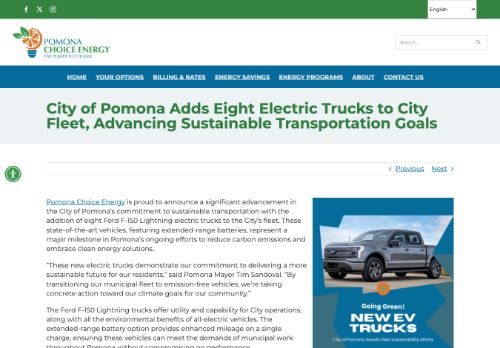 English
POMONA
CHOICE ENERGY
THE POWER TO CHOOSE
Search...
HOME YOUR OPTIONS BILLING & RATES ENERGY SAVINGS ENERGY PROGRAMS ABOUT CONTACT US
City of Pomona Adds Eight Electric Trucks to City
Fleet, Advancing Sustainable Transportation Goals
Previous Next
Pomona Choice Energy is proud to announce a significant advancement in
the City of Pomona's commitment to sustainable transportation with the
addition of eight Ford F-150 Lightning electric trucks to the City's fleet. These
state-of-the-art vehicles, featuring extended-range batteries, represent a
major milestone in Pomona's ongoing efforts to reduce carbon emissions and
embrace clean energy solutions.
"These new electric trucks demonstrate our commitment to delivering a more
sustainable future for our residents," said Pomona Mayor Tim Sandoval. "By
transitioning our municipal fleet to emission-free vehicles, we're taking
concrete action toward our climate goals for our community."
The Ford F-150 Lightning trucks offer utility and capability for City operations,
along with all the environmental benefits of all-electric vehicles. The
extended-range battery option provides enhanced mileage on a single
charge, ensuring these vehicles can meet the demands of municipal work
throughout Pomona without compromising on performance.
Going Green!
NEW EV
TRUCKS
City of Pomona boosts fleet sustainability efforts